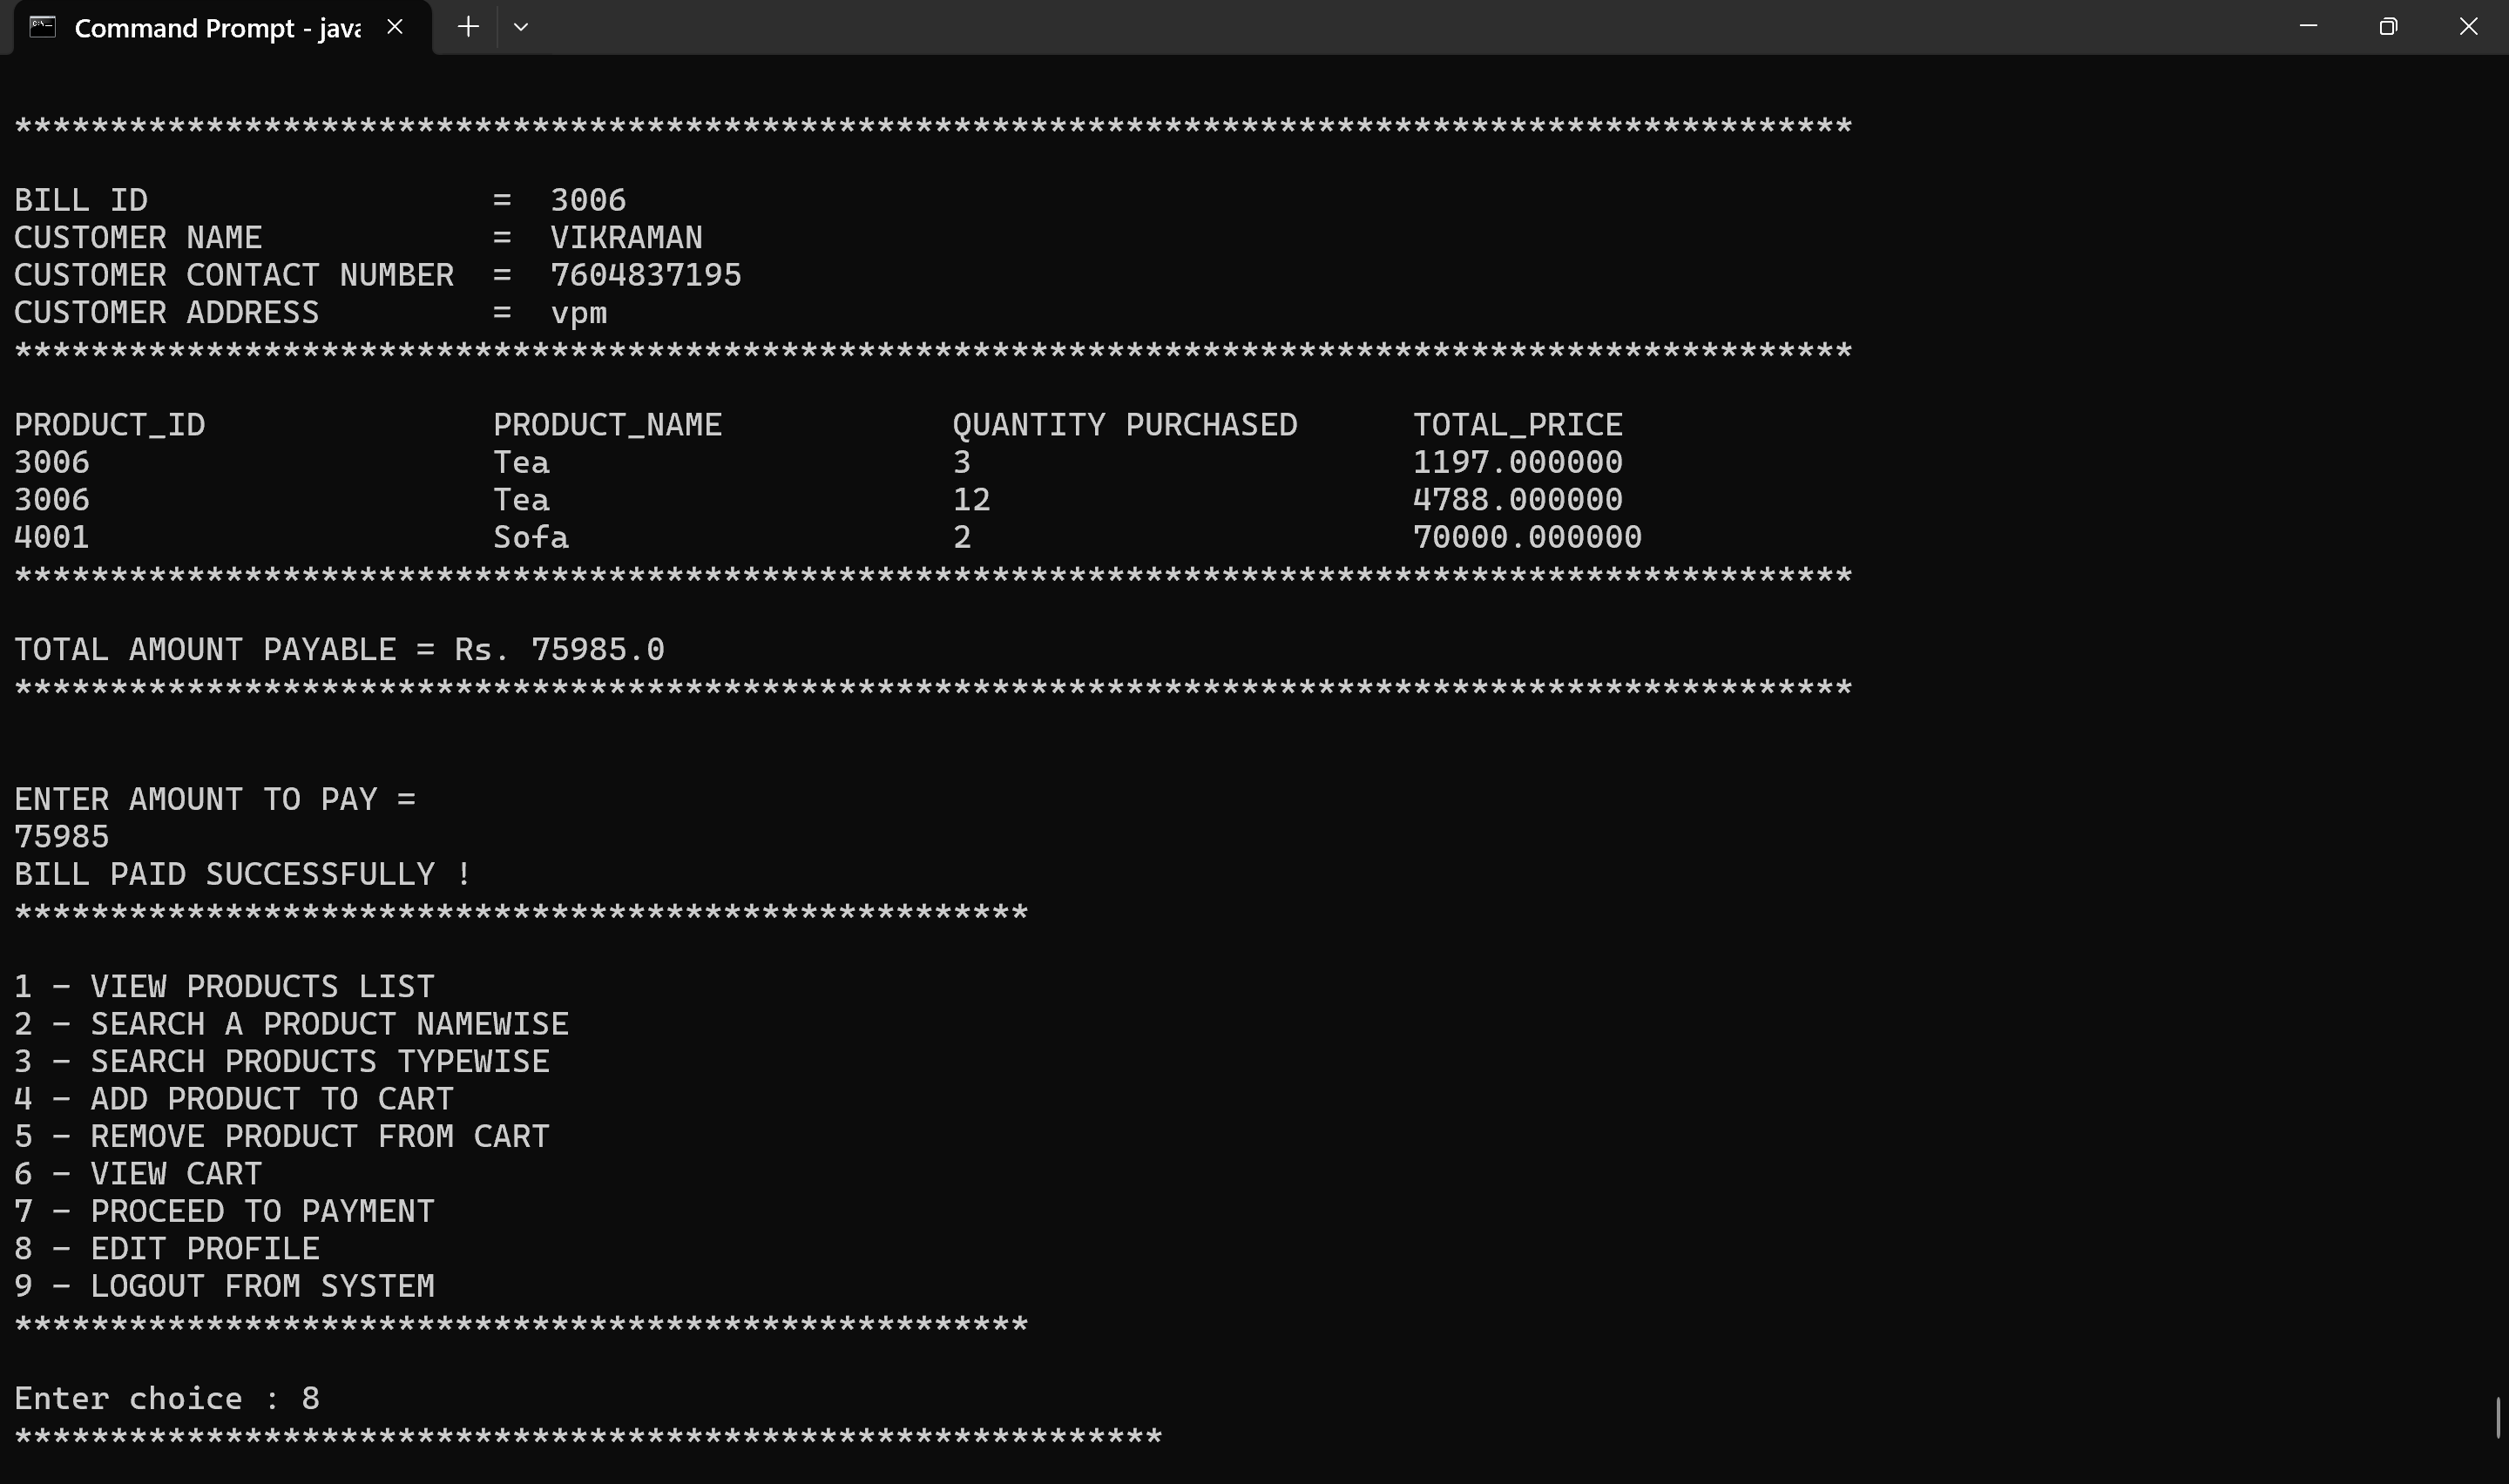 Command Prompt - java
************************************************************************************************
BILL ID                  =  3006
CUSTOMER NAME            =  VIKRAMAN
CUSTOMER CONTACT NUMBER  =  7604837195
CUSTOMER ADDRESS         =  vpm
************************************************************************************************
PRODUCT_ID               PRODUCT_NAME            QUANTITY PURCHASED      TOTAL_PRICE
3006                     Tea                     3                       1197.000000
3006                     Tea                     12                      4788.000000
4001                     Sofa                    2                       70000.000000
************************************************************************************************
TOTAL AMOUNT PAYABLE = Rs. 75985.0
************************************************************************************************
ENTER AMOUNT TO PAY =
75985
BILL PAID SUCCESSFULLY !
*****************************************************
1 – VIEW PRODUCTS LIST
2 – SEARCH A PRODUCT NAMEWISE
3 – SEARCH PRODUCTS TYPEWISE
4 – ADD PRODUCT TO CART
5 – REMOVE PRODUCT FROM CART
6 – VIEW CART
7 – PROCEED TO PAYMENT
8 – EDIT PROFILE
9 – LOGOUT FROM SYSTEM
*****************************************************
Enter choice : 8
************************************************************